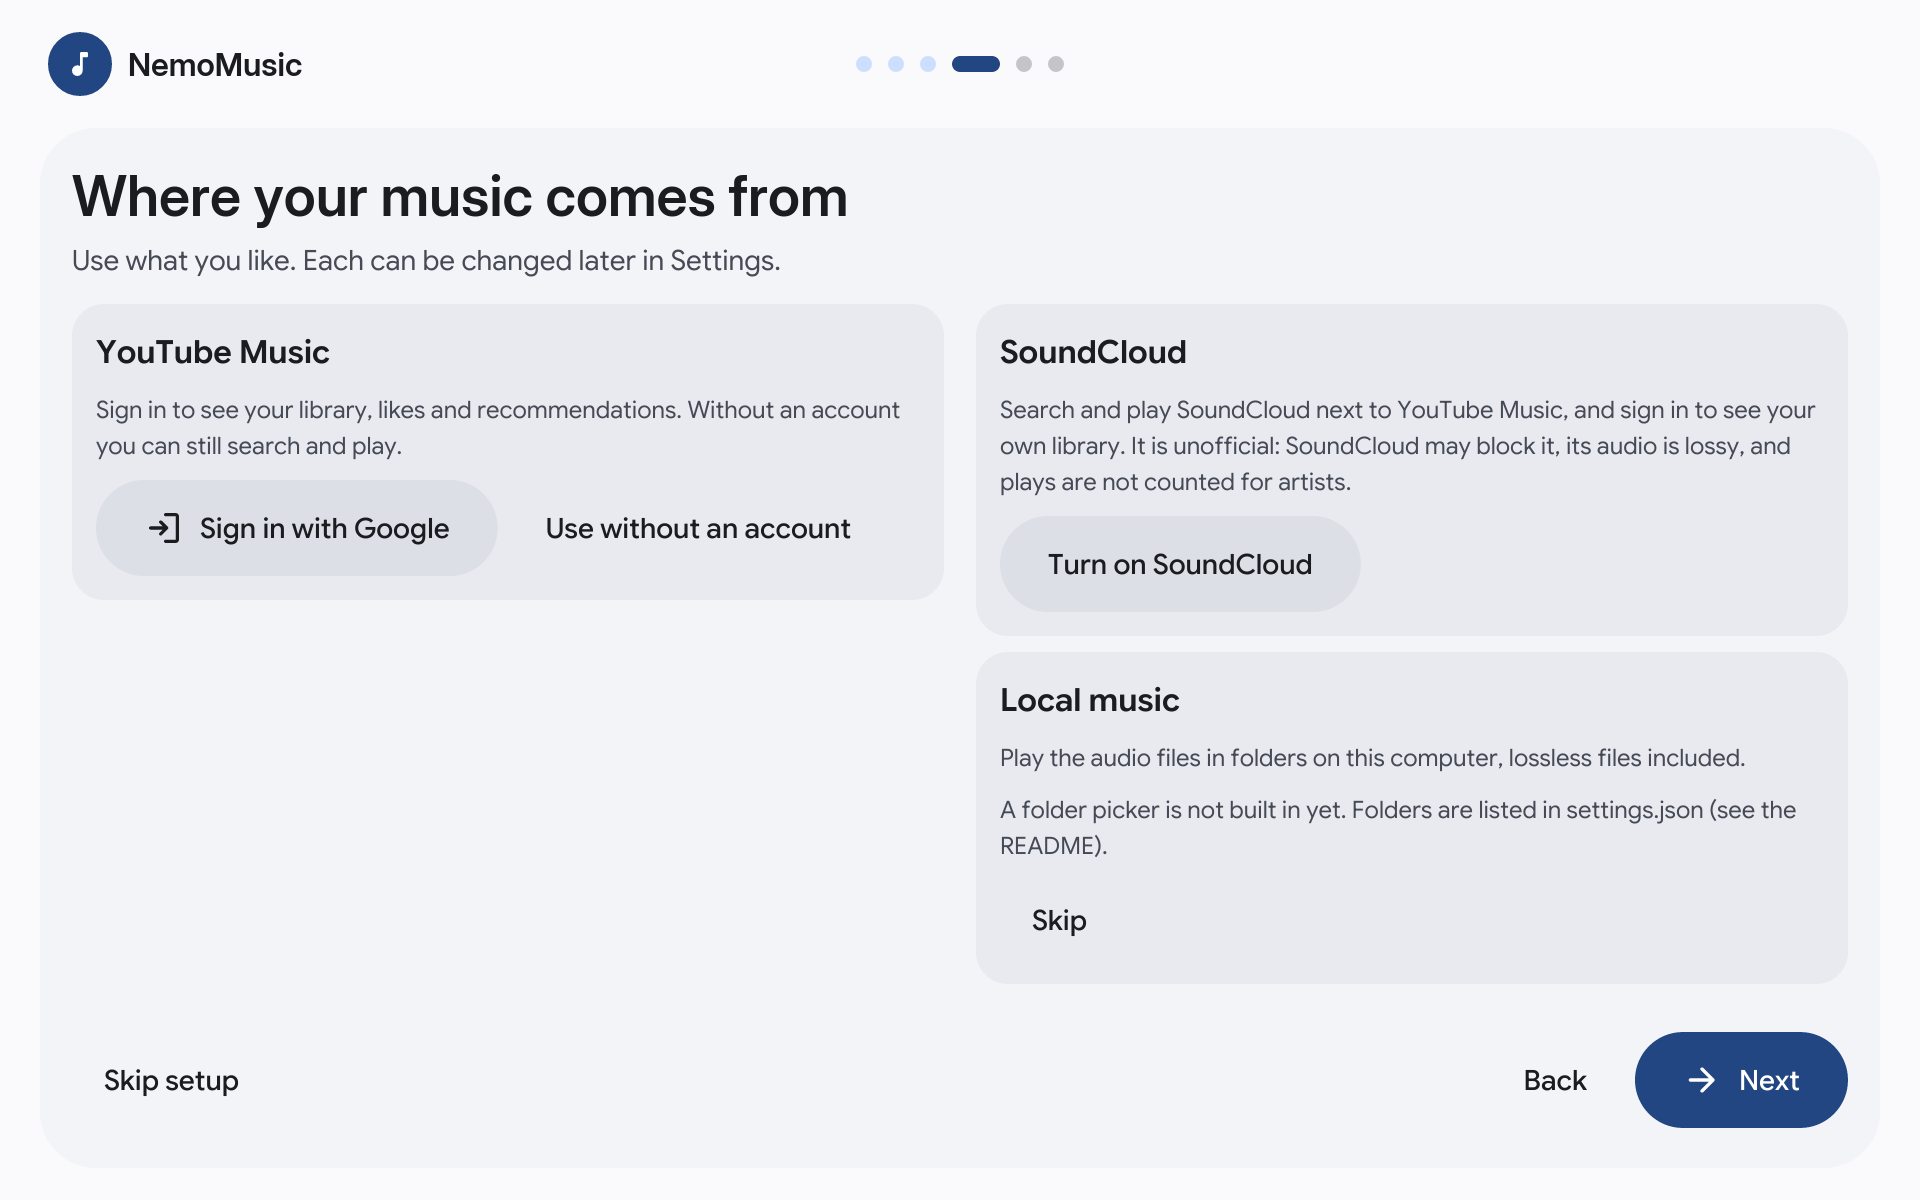 NemoMusic
Where your music comes from
Use what you like. Each can be changed later in Settings.
YouTube Music
Sign in to see your library, likes and recommendations. Without an account
you can still search and play.
Sign in with Google
Use without an account
SoundCloud
Search and play SoundCloud next to YouTube Music, and sign in to see your
own library. It is unofficial: SoundCloud may block it, its audio is lossy, and
plays are not counted for artists.
Turn on SoundCloud
Local music
Play the audio files in folders on this computer, lossless files included.
A folder picker is not built in yet. Folders are listed in settings.json (see the
README).
Skip
Skip setup
Back
Next